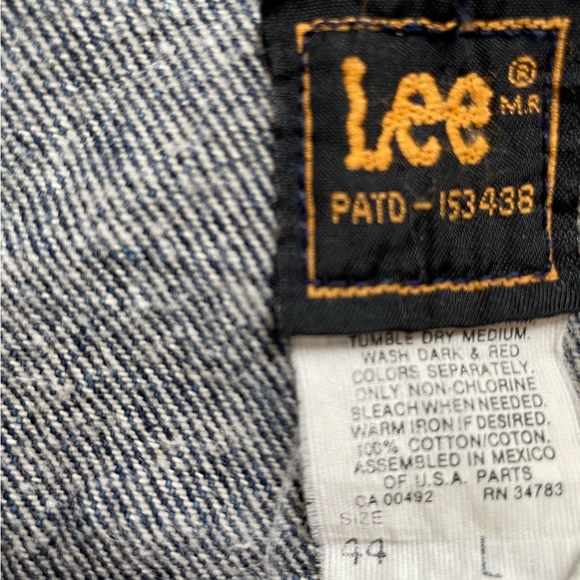 Lee ®
M.R
PATD-153438
TUMBLE DRY MEDIUM.
WASH DARK & RED
COLORS SEPARATELY.
ONLY NON-CHLORINE
BLEACH WHEN NEEDED.
WARM IRON IF DESIRED.
100% COTTON/COTON.
ASSEMBLED IN MEXICO
OF U.S.A. PARTS
CA 00492 RN 34783
SIZE
44 L